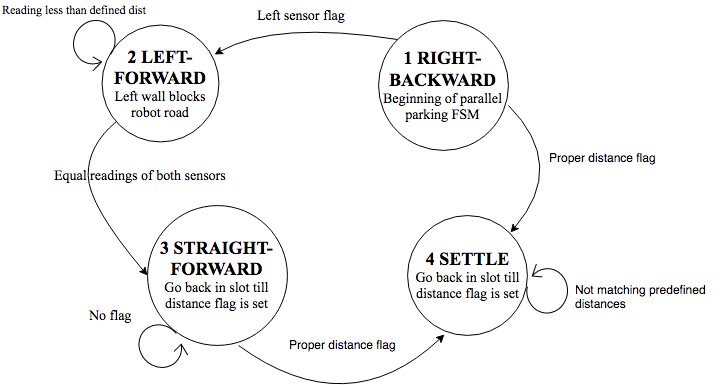 Reading less than defined dist
Left sensor flag
2 LEFT-
FORWARD
Left wall blocks
robot road
1 RIGHT-
BACKWARD
Beginning of parallel
parking FSM
Proper distance flag
Equal readings of both sensors
3 STRAIGHT-
FORWARD
Go back in slot till
distance flag is set
4 SETTLE
Go back in slot till
distance flag is set
Not matching predefined
distances
No flag
Proper distance flag